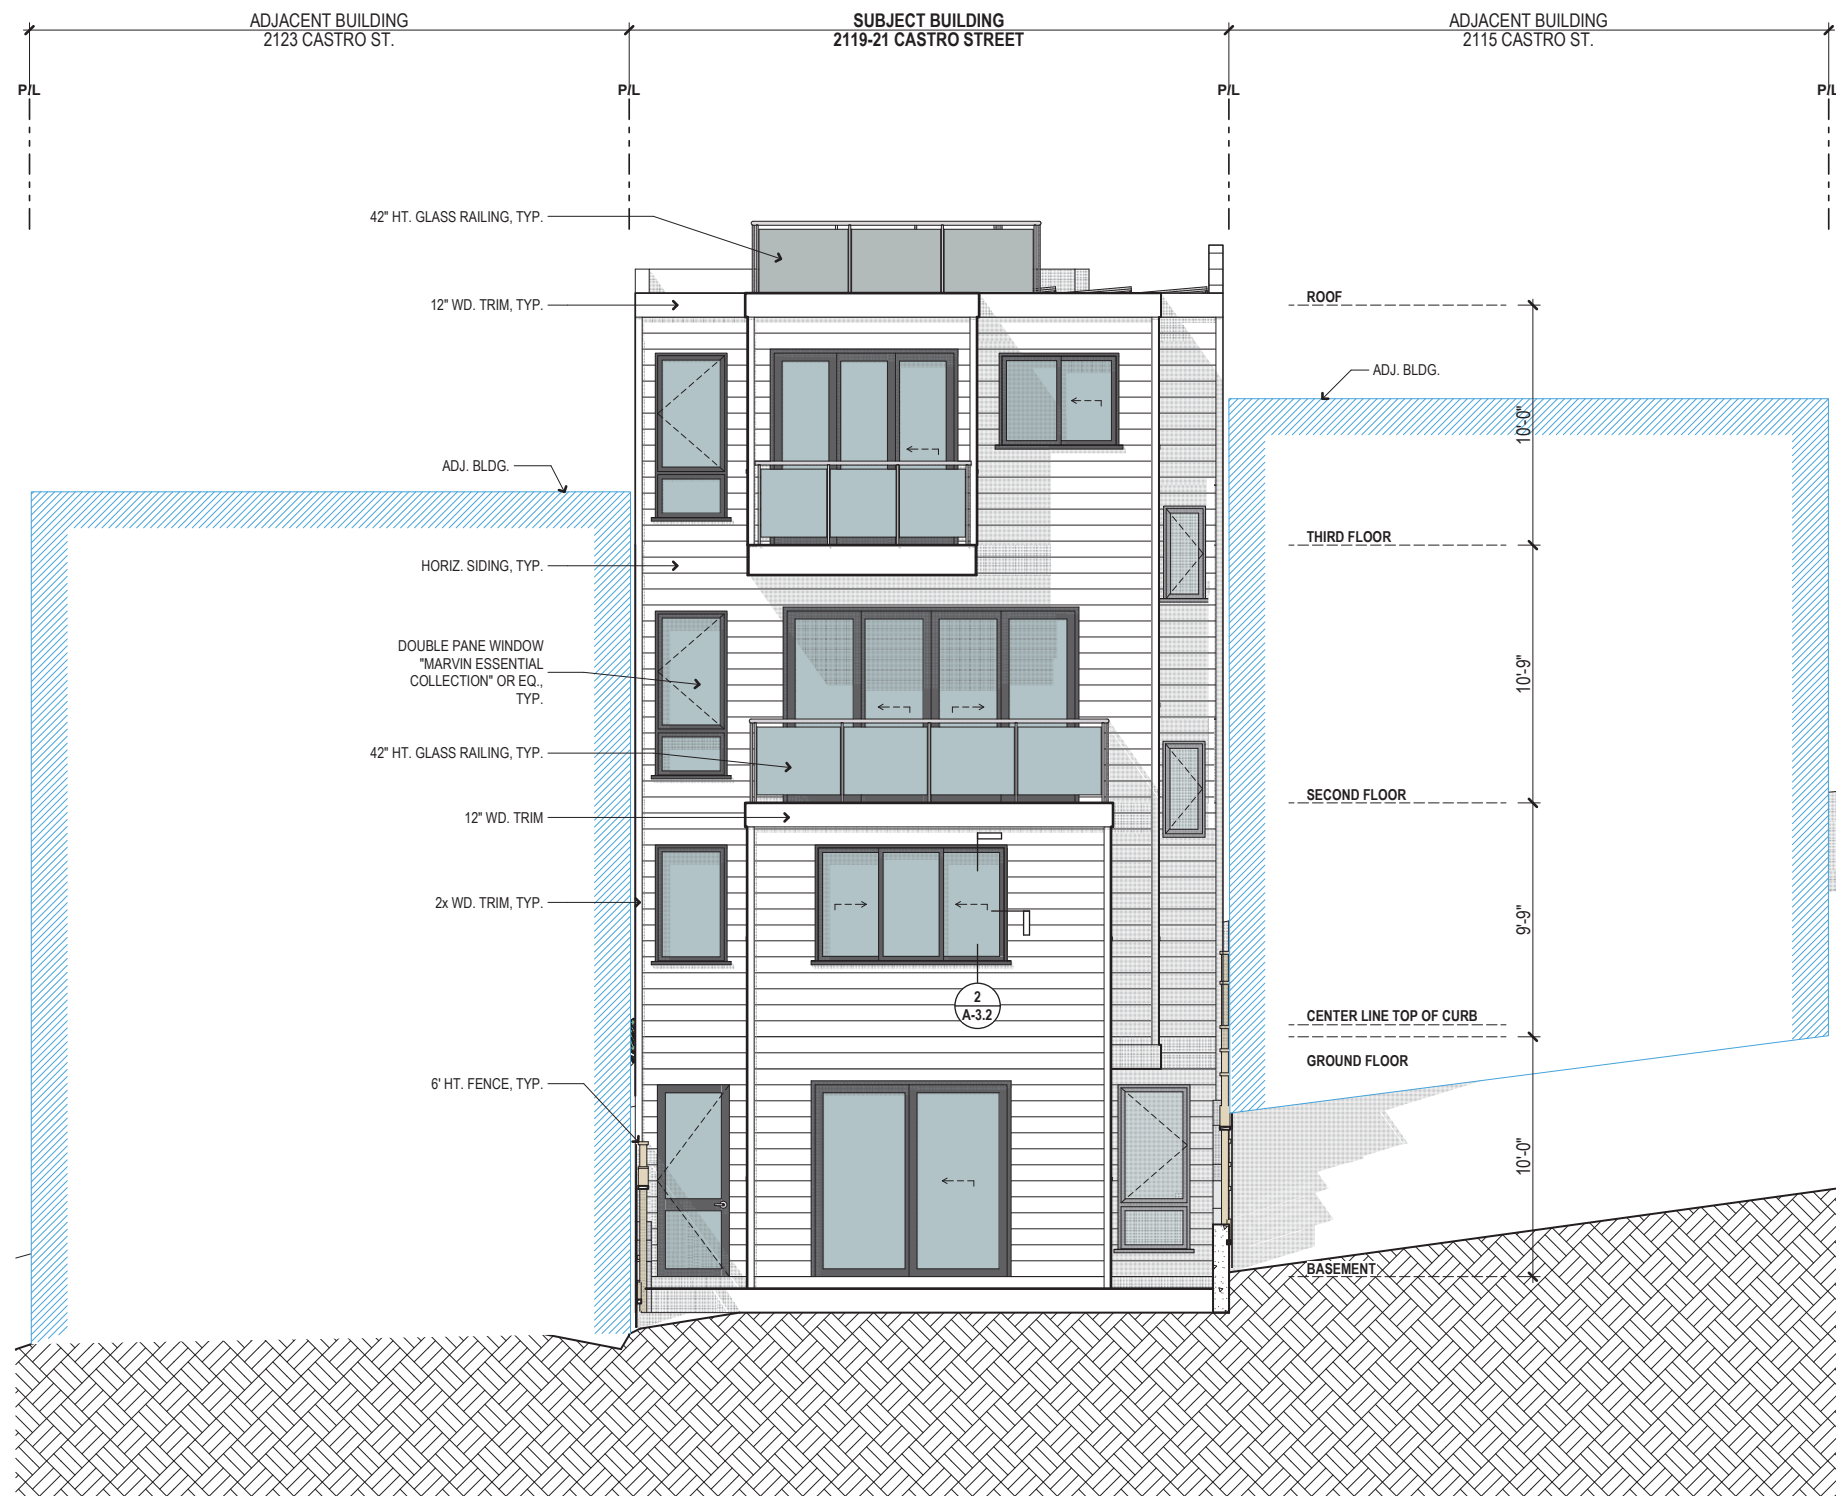 ADJACENT BUILDING
2123 CASTRO ST.
SUBJECT BUILDING
2119-21 CASTRO STREET
ADJACENT BUILDING
2115 CASTRO ST.
P/L
P/L
P/L
P/L
42" HT. GLASS RAILING, TYP.
12" WD. TRIM, TYP.
ROOF
ADJ. BLDG.
10'-0"
ADJ. BLDG.
THIRD FLOOR
HORIZ. SIDING, TYP.
DOUBLE PANE WINDOW
"MARVIN ESSENTIAL
COLLECTION" OR EQ.,
TYP.
10'-9"
42" HT. GLASS RAILING, TYP.
SECOND FLOOR
12" WD. TRIM
2x WD. TRIM, TYP.
9'-9"
2
A-3.2
CENTER LINE TOP OF CURB
GROUND FLOOR
6' HT. FENCE, TYP.
10'-0"
BASEMENT